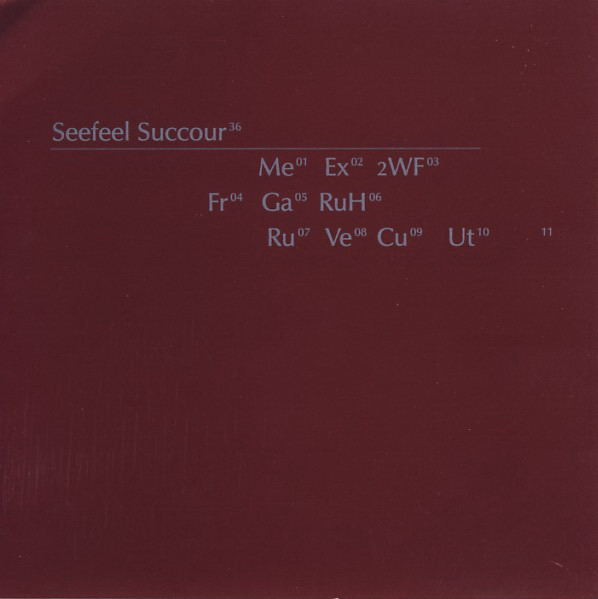 Seefeel Succour³⁶
Me⁰¹ Ex⁰² 2WF⁰³
Fr⁰⁴ Ga⁰⁵ RuH⁰⁶
Ru⁰⁷ Ve⁰⁸ Cu⁰⁹ Ut¹⁰ ¹¹